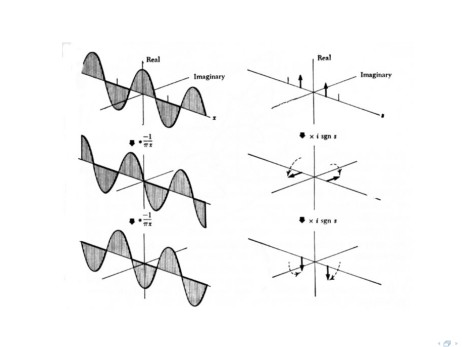 Real
Imaginary
x
* -1/πx
* -1/πx
Real
Imaginary
s
× i sgn s
× i sgn s